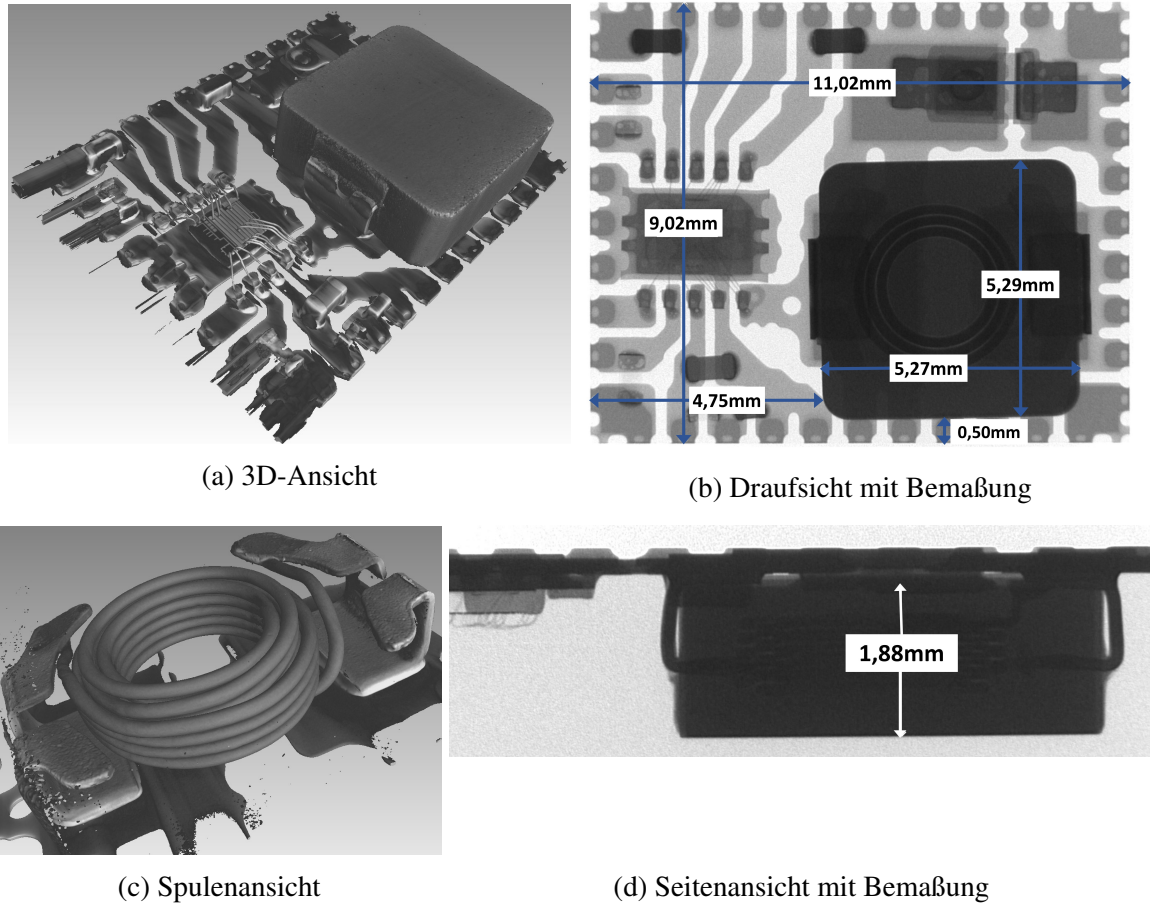 11,02mm
9,02mm
5,29mm
5,27mm
4,75mm
0,50mm
(a) 3D-Ansicht
(b) Draufsicht mit Bemaßung
1,88mm
(c) Spulenansicht
(d) Seitenansicht mit Bemaßung